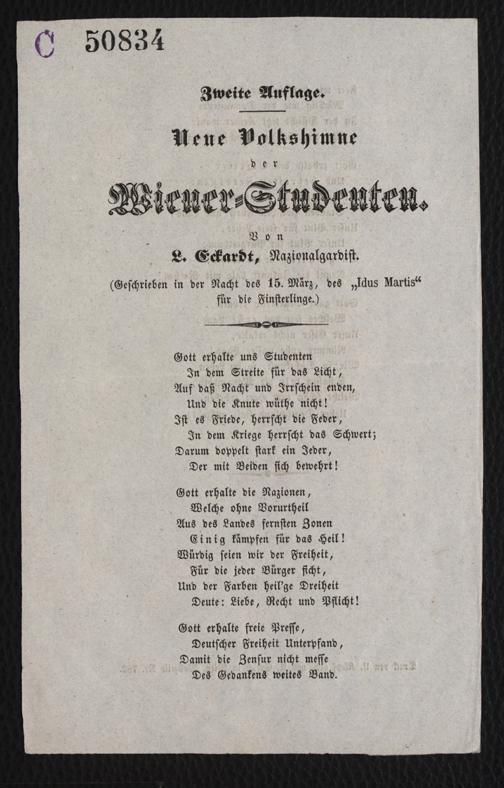 C 50834
Zweite Auflage.
Neue Volkshimne
der
Wiener-Studenten.
Von
L. Eckardt, Nazionalgardist.
(Geschrieben in der Nacht des 15. März, des „Idus Martis“
für die Finsterlinge.)
Gott erhalte uns Studenten
In dem Streite für das Licht,
Auf daß Nacht und Irrschein enden,
Und die Knute wüthe nicht!
Ist es Friede, herrscht die Feder,
In dem Kriege herrscht das Schwert;
Darum doppelt stark ein Jeder,
Der mit Beiden sich bewehrt!
Gott erhalte die Nazionen,
Welche ohne Vorurtheil
Aus des Landes fernsten Zonen
Einig kämpfen für das Heil!
Würdig seien wir der Freiheit,
Für die jeder Bürger ficht,
Und der Farben heil'ge Dreiheit
Deute: Liebe, Recht und Pflicht!
Gott erhalte freie Presse,
Deutscher Freiheit Unterpfand,
Damit die Zensur nicht messe
Des Gedankens weites Band.